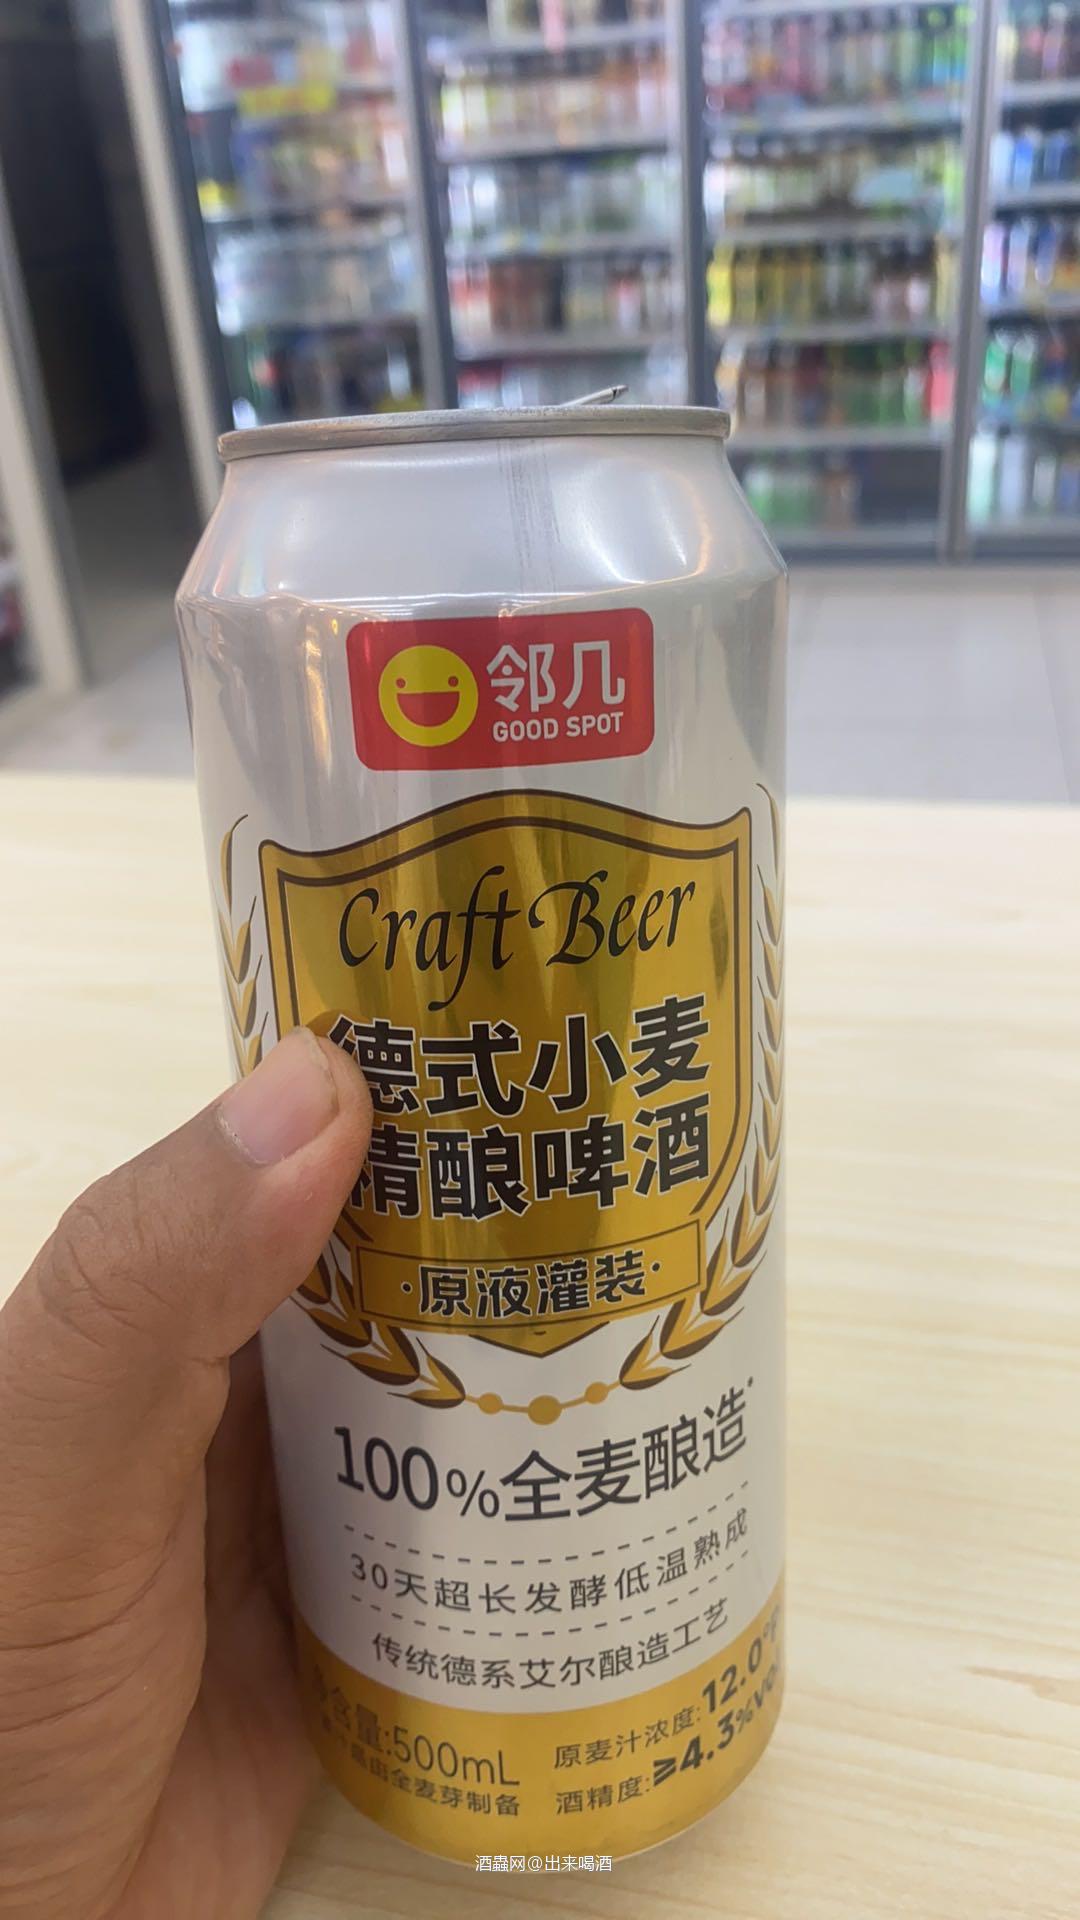 邻几
GOOD SPOT
Craft Beer
德式小麦
精酿啤酒
·原液灌装·
100%全麦酿造*
30天超长发酵低温熟成
传统德系艾尔酿造工艺
含量:500mL
全麦芽制备
原麦汁浓度:12.0°P
酒精度:≥4.3%vol
酒蟲网@出来喝酒